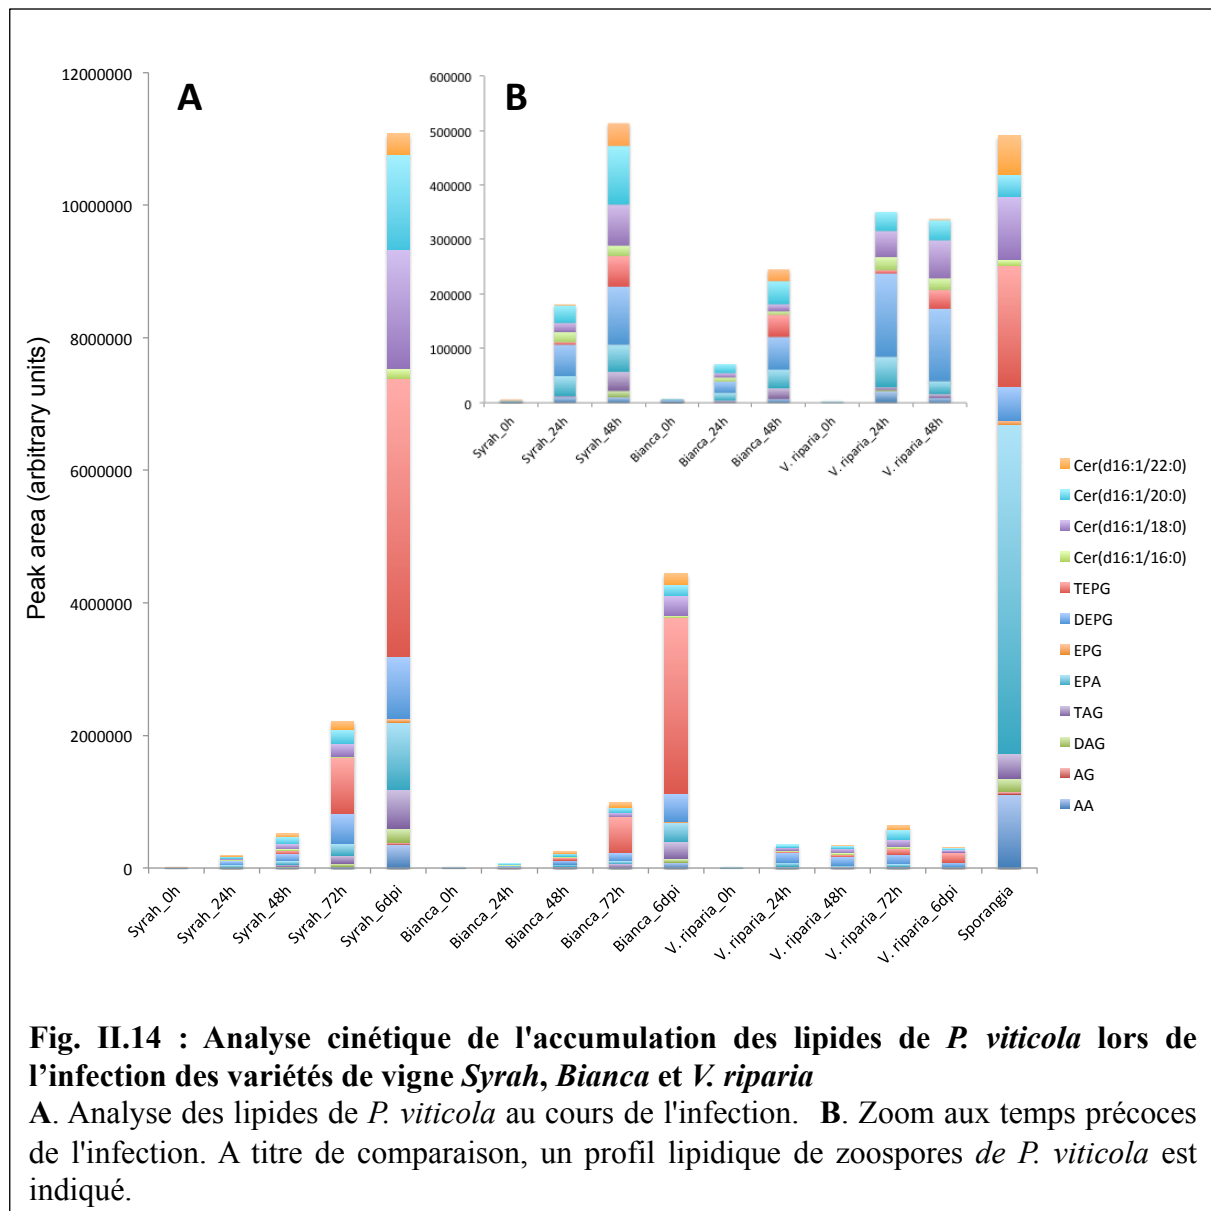 A
B
Peak area (arbitrary units)
12000000
10000000
8000000
6000000
4000000
2000000
0
600000
500000
400000
300000
200000
100000
0
Syrah_0h
Syrah_24h
Syrah_48h
Bianca_0h
Bianca_24h
Bianca_48h
V. riparia_0h
V. riparia_24h
V. riparia_48h
Cer(d16:1/22:0)
Cer(d16:1/20:0)
Cer(d16:1/18:0)
Cer(d16:1/16:0)
TEPG
DEPG
EPG
EPA
TAG
DAG
AG
AA
Syrah_0h
Syrah_24h
Syrah_48h
Syrah_72h
Syrah_6dpi
Bianca_0h
Bianca_24h
Bianca_48h
Bianca_72h
Bianca_6dpi
V. riparia_0h
V. riparia_24h
V. riparia_48h
V. riparia_72h
V. riparia_6dpi
Sporangia
Fig. II.14 : Analyse cinétique de l'accumulation des lipides de P. viticola lors de
l’infection des variétés de vigne Syrah, Bianca et V. riparia
A. Analyse des lipides de P. viticola au cours de l'infection. B. Zoom aux temps précoces
de l'infection. A titre de comparaison, un profil lipidique de zoospores de P. viticola est
indiqué.